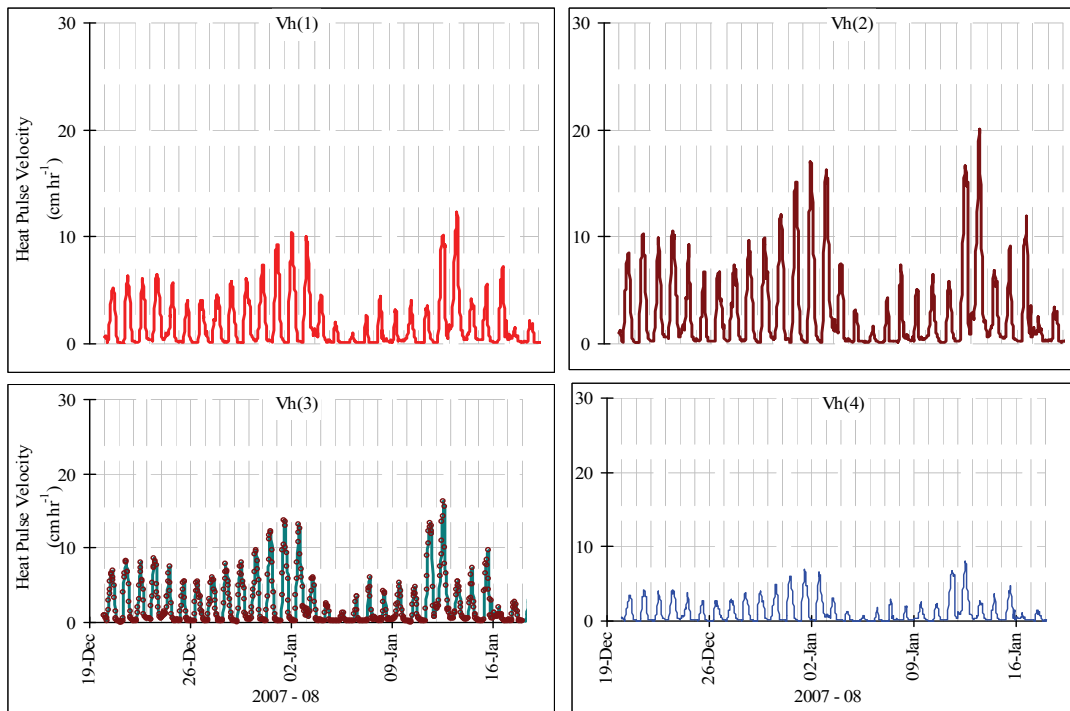 Vh(1)
30
20
10
0
Heat Pulse Velocity
(cm hr-1)
Vh(2)
30
20
10
0
Vh(3)
30
20
10
0
Heat Pulse Velocity
(cm hr-1)
19-Dec
26-Dec
02-Jan
09-Jan
16-Jan
2007 - 08
Vh(4)
30
20
10
0
19-Dec
26-Dec
02-Jan
09-Jan
16-Jan
2007 - 08